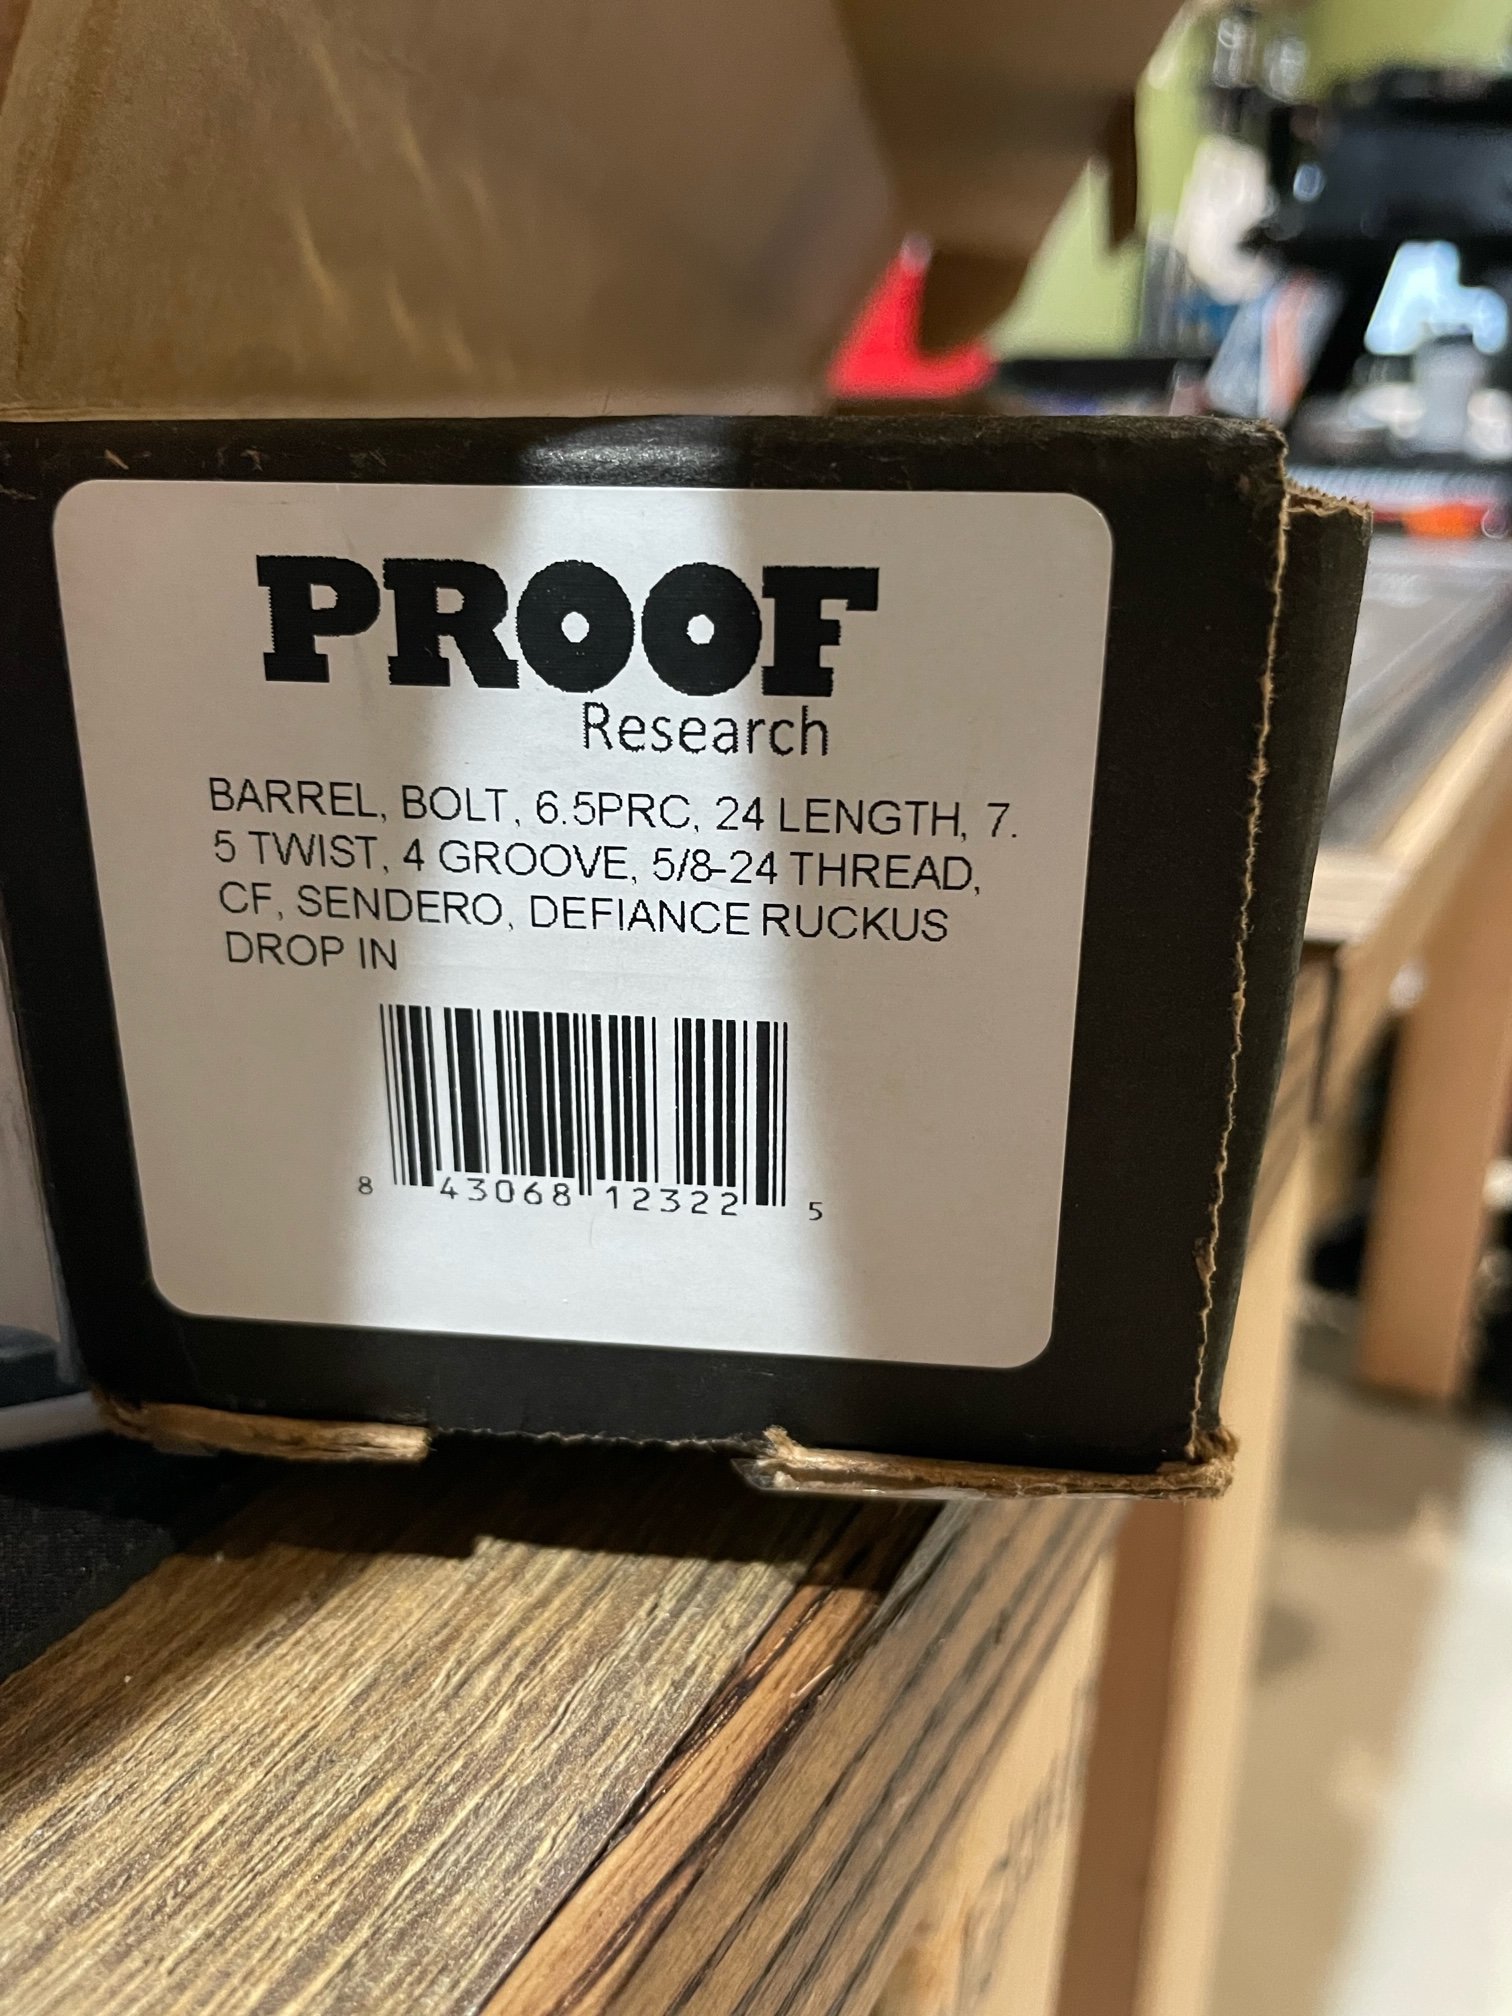 PROOF
Research
BARREL, BOLT, 6.5PRC, 24 LENGTH, 7.
5 TWIST, 4 GROOVE, 5/8-24 THREAD,
CF, SENDERO, DEFIANCE RUCKUS
DROP IN
8 43068 12322 5